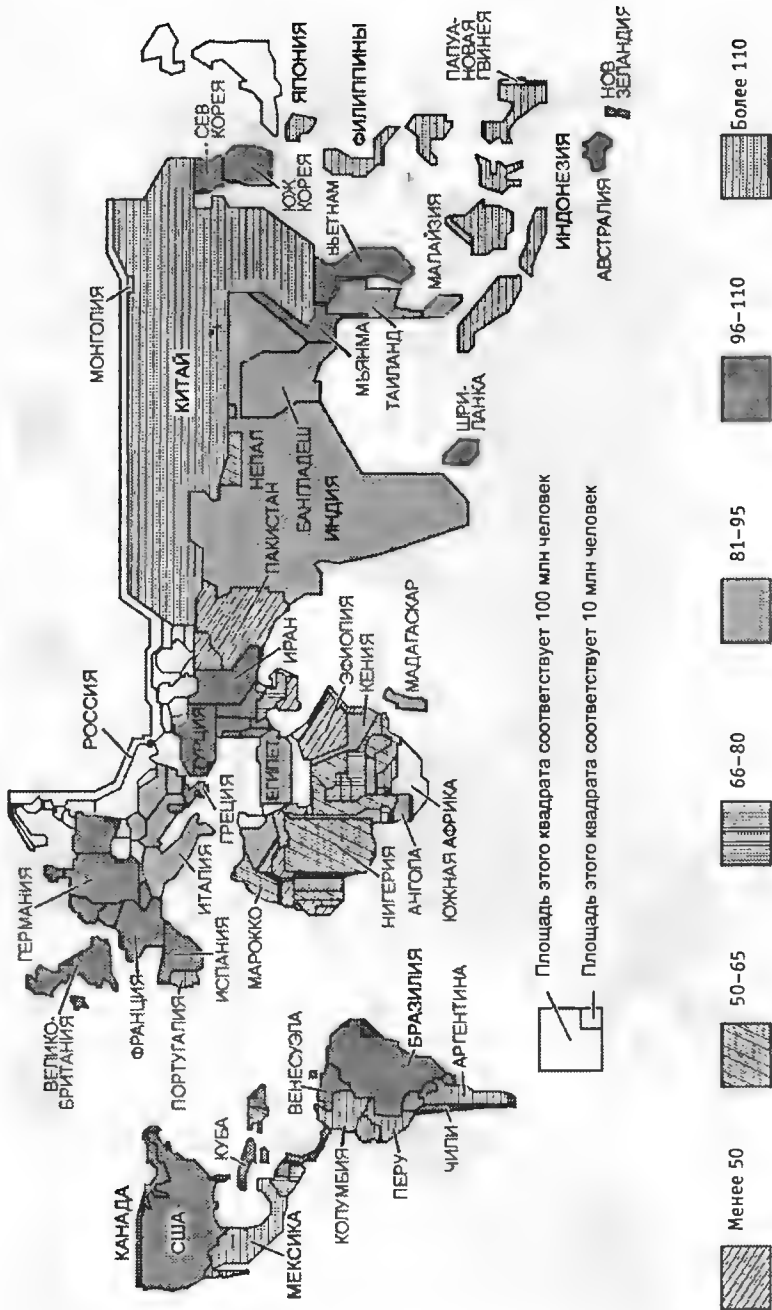 КАНАДА
США
МЕКСИКА
КУБА
ВЕНЕСУЭЛА
КОЛУМБИЯ
ПЕРУ
ЧИЛИ
БРАЗИЛИЯ
АРГЕНТИНА
ВЕЛИКО-
БРИТАНИЯ
ГЕРМАНИЯ
ФРАНЦИЯ
ПОРТУГАЛИЯ
ИСПАНИЯ
ИТАЛИЯ
ГРЕЦИЯ
РОССИЯ
ТУРЦИЯ
МАРОККО
ЕГИПЕТ
НИГЕРИЯ
АНГОЛА
ЮЖНАЯ АФРИКА
ЭФИОПИЯ
КЕНИЯ
МАДАГАСКАР
ИРАН
ПАКИСТАН
НЕПАЛ
БАНГЛАДЕШ
ИНДИЯ
ШРИ-
ЛАНКА
МОНГОЛИЯ
КИТАЙ
МЬЯНМА
ТАИЛАНД
ВЬЕТНАМ
МАЛАЙЗИЯ
СЕВ
КОРЕЯ
ЮЖ
КОРЕЯ
ЯПОНИЯ
ФИЛИППИНЫ
ПАПУА-
НОВАЯ
ГВИНЕЯ
ИНДОНЕЗИЯ
АВСТРАЛИЯ
НОВ
ЗЕЛАНДИЯ
Площадь этого квадрата соответствует 100 млн человек
Площадь этого квадрата соответствует 10 млн человек
Менее 50
50–65
66–80
81–95
96–110
Более 110